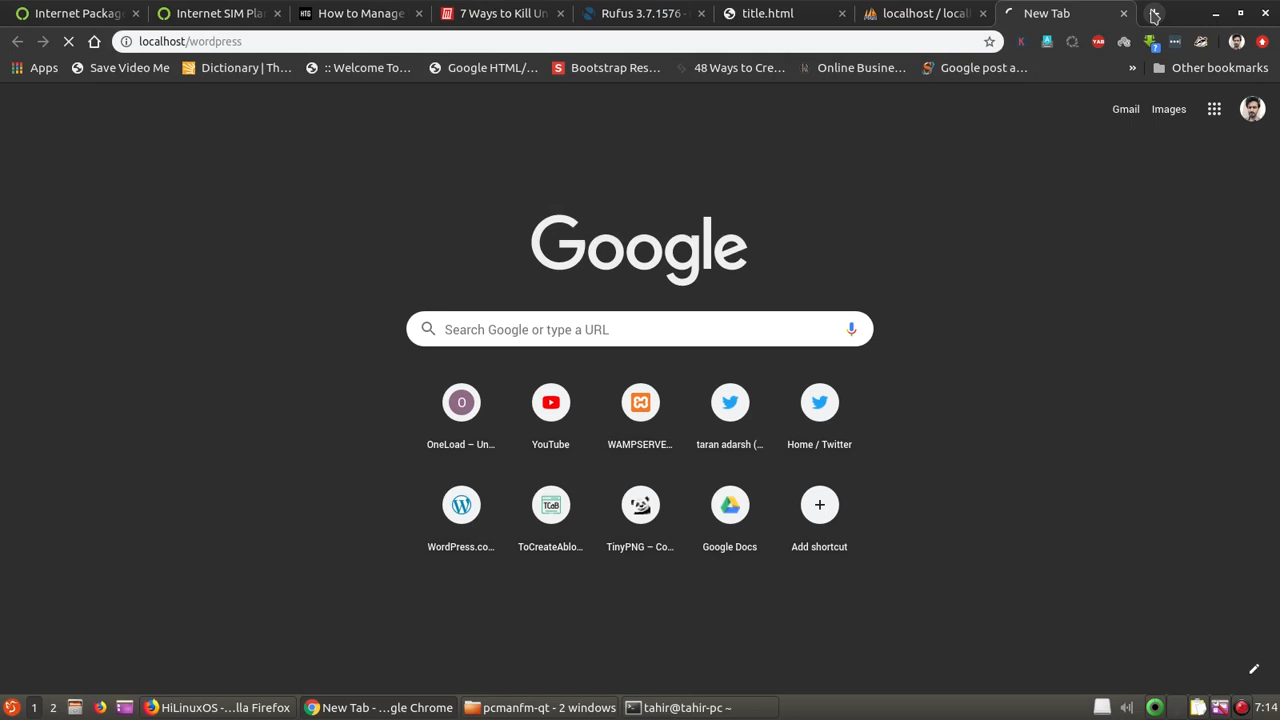 Internet Packag
Internet SIM Pla
How to Manage
7 Ways to Kill Un
Rufus 3.7.1576 -
title.html
localhost / local
New Tab
localhost/wordpress
Apps
Save Video Me
Dictionary | Th...
:: Welcome To...
Google HTML/...
Bootstrap Res...
48 Ways to Cre...
Online Busine...
Google post a...
»
Other bookmarks
Gmail
Images
Google
Search Google or type a URL
O
OneLoad – Un...
YouTube
WAMPSERVE...
taran adarsh (...
Home / Twitter
TCaB
WordPress.co...
ToCreateAblo...
TinyPNG – Co...
Google Docs
Add shortcut
1
2
HiLinuxOS -...lla Firefox
New Tab - ...gle Chrome
pcmanfm-qt - 2 windows
tahir@tahir-pc ~
7:14